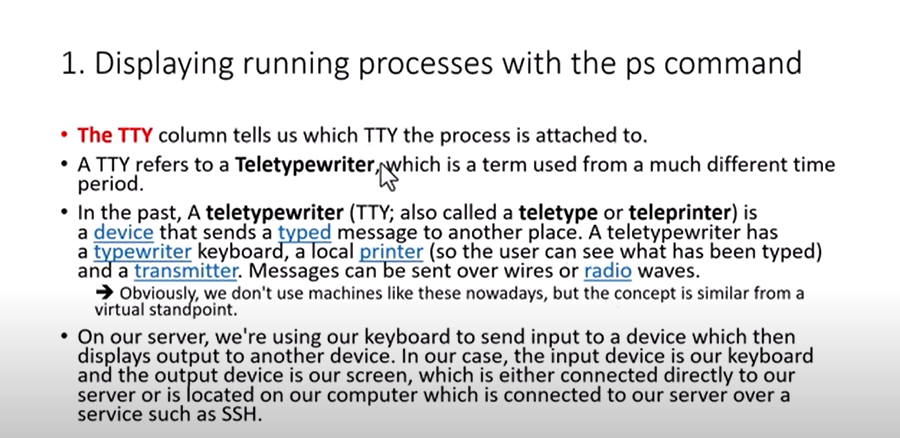 1. Displaying running processes with the ps command
• The TTY column tells us which TTY the process is attached to.
• A TTY refers to a Teletypewriter, which is a term used from a much different time
period.
• In the past, A teletypewriter (TTY; also called a teletype or teleprinter) is
a device that sends a typed message to another place. A teletypewriter has
a typewriter keyboard, a local printer (so the user can see what has been typed)
and a transmitter. Messages can be sent over wires or radio waves.
➔ Obviously, we don't use machines like these nowadays, but the concept is similar from a
virtual standpoint.
• On our server, we're using our keyboard to send input to a device which then
displays output to another device. In our case, the input device is our keyboard
and the output device is our screen, which is either connected directly to our
server or is located on our computer which is connected to our server over a
service such as SSH.